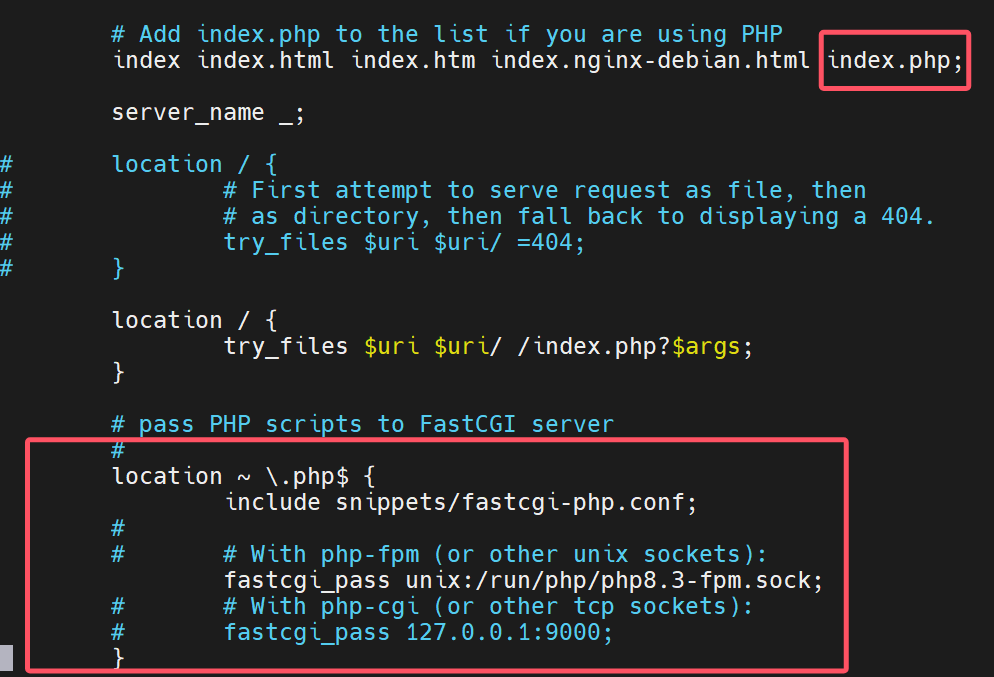 # Add index.php to the list if you are using PHP
index index.html index.htm index.nginx-debian.html index.php;
server_name _;
# location / {
# # First attempt to serve request as file, then
# # as directory, then fall back to displaying a 404.
# try_files $uri $uri/ =404;
# }
location / {
try_files $uri $uri/ /index.php?$args;
}
# pass PHP scripts to FastCGI server
#
location ~ \.php$ {
include snippets/fastcgi-php.conf;
#
# # With php-fpm (or other unix sockets):
fastcgi_pass unix:/run/php/php8.3-fpm.sock;
# # With php-cgi (or other tcp sockets):
# fastcgi_pass 127.0.0.1:9000;
}